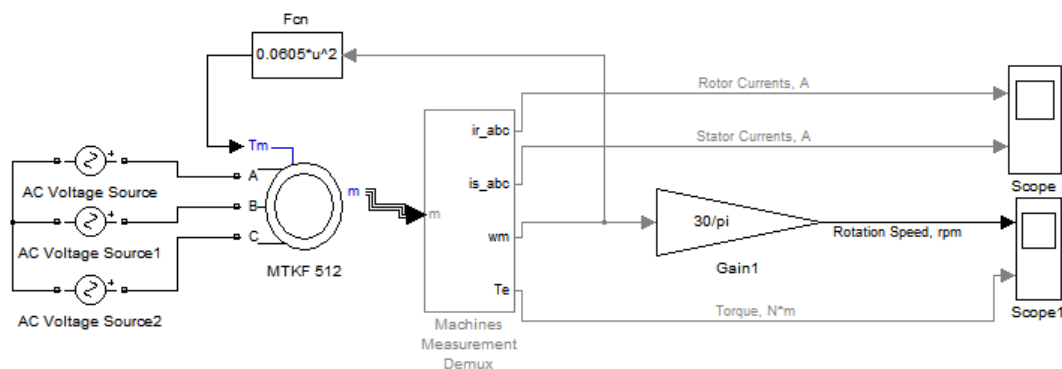 Fcn
0.0605*u^2
Rotor Currents, A
ir_abc
Tm
Stator Currents, A
A
AC Voltage Source
is_abc
Scope
m
m
B
30/pi
AC Voltage Source1
wm
Rotation Speed, rpm
C
MTKF 512
Gain1
Te
AC Voltage Source2
Torque, N*m
Scope1
Machines
Measurement
Demux